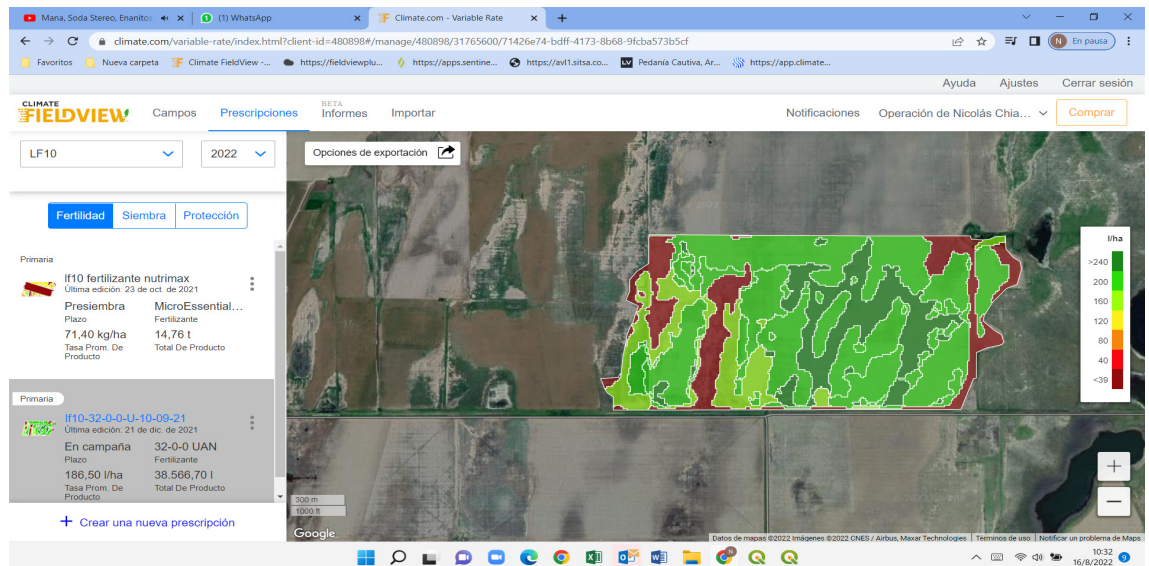 Mana, Soda Stereo, Enanitos
(1) WhatsApp
Climate.com - Variable Rate
climate.com/variable-rate/index.html?client-id=480898#/manage/480898/31765600/71426e74-bdff-4173-8b68-9fcba573b5cf
N En pausa
Favoritos
Nueva carpeta
Climate FieldView -...
https://fieldviewplu...
https://apps.sentine...
https://avl1.sitsa.co...
LV Pedanía Cautiva, Ar...
https://app.climate...
Ayuda Ajustes Cerrar sesión
CLIMATE
FIELDVIEW
Campos
Prescripciones
BETA
Informes
Importar
Notificaciones
Operación de Nicolás Chia...
Comprar
LF10
2022
Opciones de exportación
Fertilidad Siembra Protección
Primaria
lf10 fertilizante nutrimax
Última edición: 23 de oct. de 2021
Presiembra MicroEssential...
Plazo Fertilizante
71,40 kg/ha 14,76 t
Tasa Prom. De Total De Producto
Producto
Primaria
lf10-32-0-0-U-10-09-21
Última edición: 21 de dic. de 2021
En campaña 32-0-0 UAN
Plazo Fertilizante
186,50 l/ha 38.566,70 l
Tasa Prom. De Total De Producto
Producto
+ Crear una nueva prescripción
l/ha
>240
200
160
120
80
40
<39
+
−
300 m
1000 ft
Google
Datos de mapas ©2022 Imágenes ©2022 CNES / Airbus, Maxar Technologies
Términos de uso
Notificar un problema de Maps
10:32
16/8/2022
9